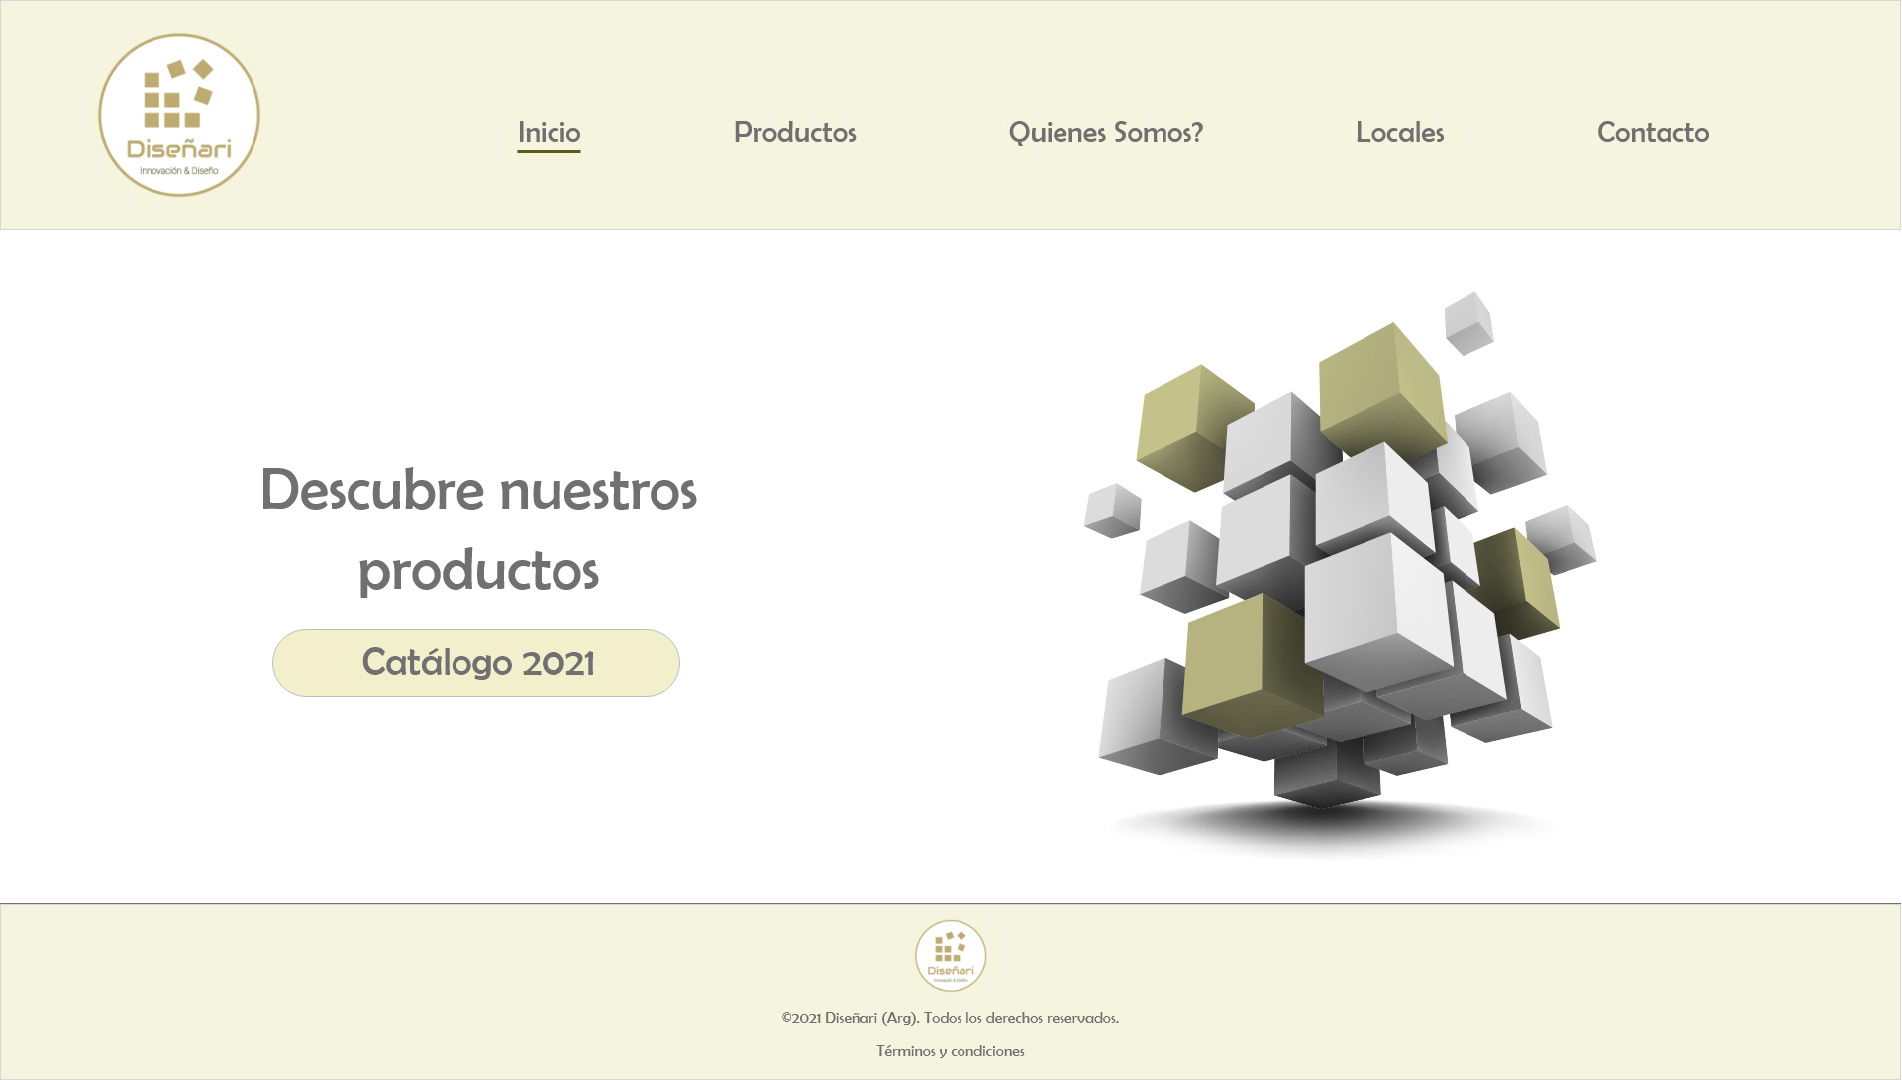 Diseñari
Innovación & Diseño
Inicio
Productos
Quienes Somos?
Locales
Contacto
Descubre nuestros
productos
Catálogo 2021
Diseñari
Innovación & Diseño
©2021 Diseñari (Arg). Todos los derechos reservados.
Términos y condiciones